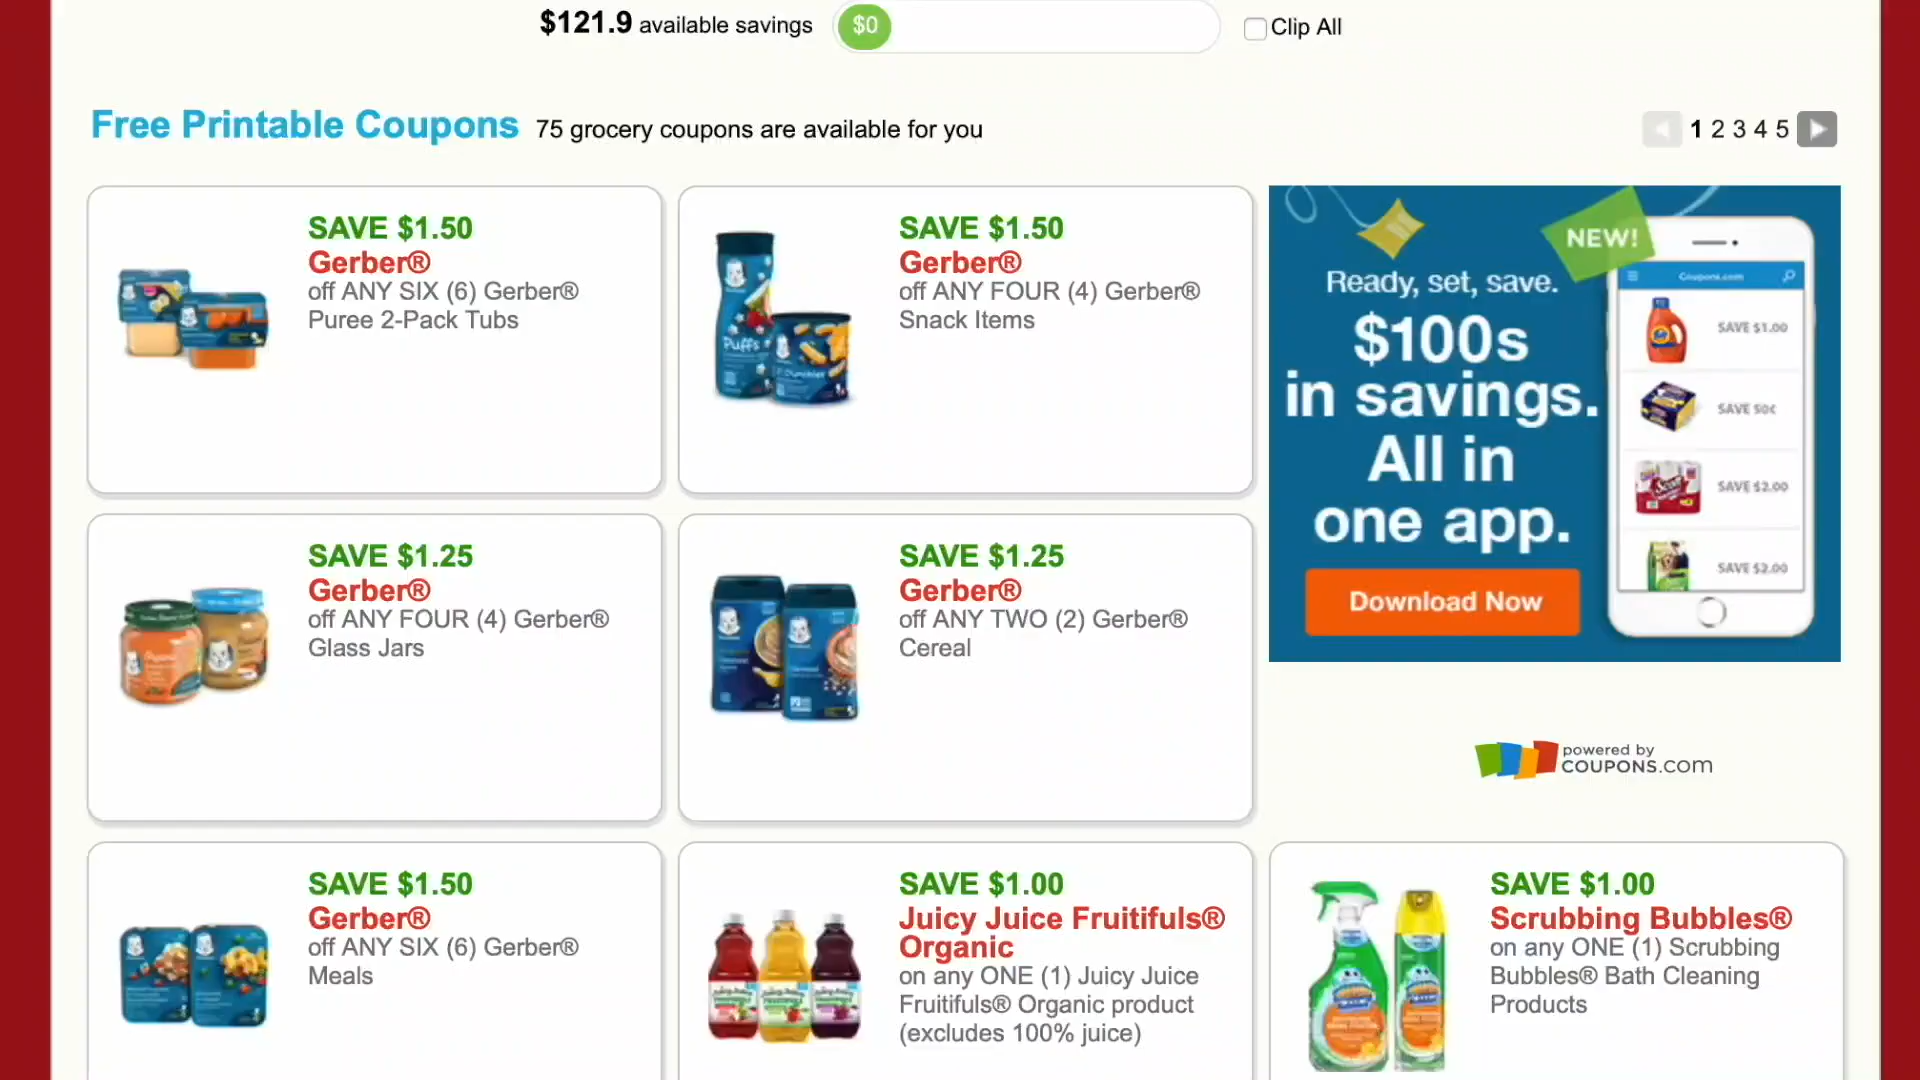 $121.9 available savings
$0
Clip All
Free Printable Coupons 75 grocery coupons are available for you
1 2 3 4 5
SAVE $1.50
Gerber®
off ANY SIX (6) Gerber®
Puree 2-Pack Tubs
SAVE $1.50
Gerber®
off ANY FOUR (4) Gerber®
Snack Items
Puffs
NEW!
Ready, set, save.
$100s
in savings.
All in
one app.
Download Now
Coupons.com
SAVE $1.00
SAVE 50¢
Scott
SAVE $2.00
SAVE $2.00
SAVE $1.25
Gerber®
off ANY FOUR (4) Gerber®
Glass Jars
SAVE $1.25
Gerber®
off ANY TWO (2) Gerber®
Cereal
powered by
COUPONS.com
SAVE $1.50
Gerber®
off ANY SIX (6) Gerber®
Meals
SAVE $1.00
Juicy Juice Fruitifuls®
Organic
on any ONE (1) Juicy Juice
Fruitifuls® Organic product
(excludes 100% juice)
SAVE $1.00
Scrubbing Bubbles®
on any ONE (1) Scrubbing
Bubbles® Bath Cleaning
Products